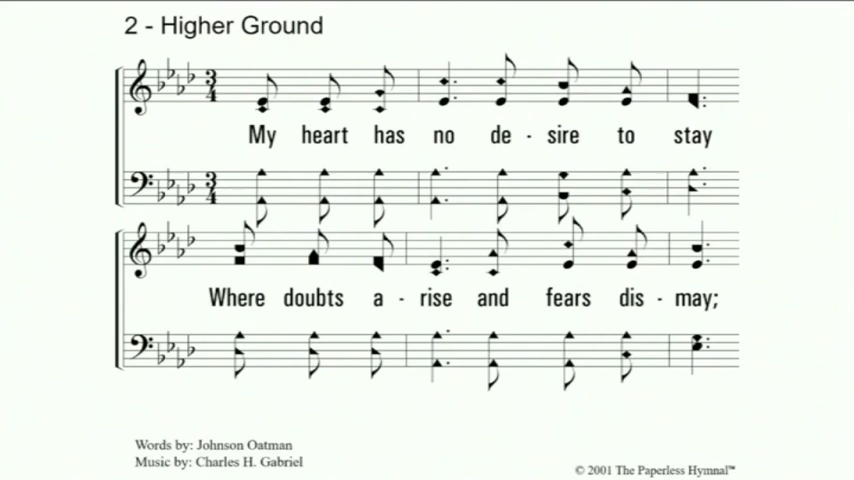 2 - Higher Ground
3
4
My heart has no de - sire to stay
3
4
Where doubts a - rise and fears dis - may;
Words by: Johnson Oatman
Music by: Charles H. Gabriel
© 2001 The Paperless Hymnal™